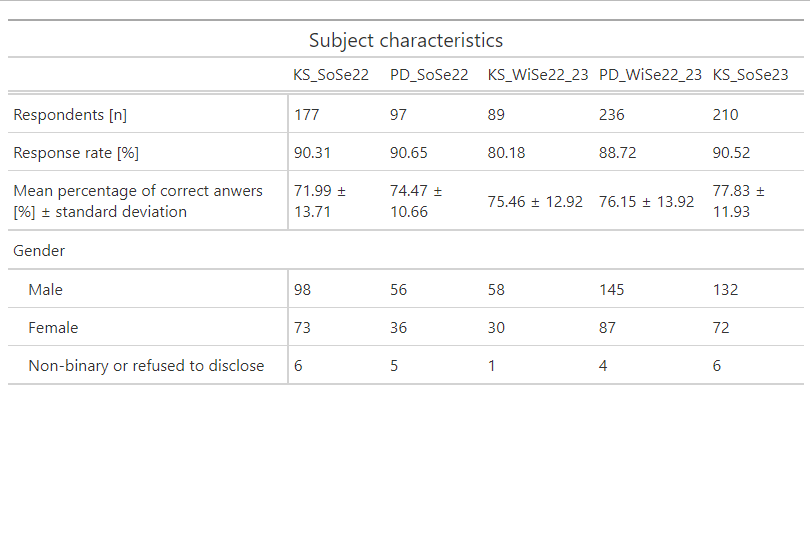 Subject characteristics
KS_SoSe22 PD_SoSe22 KS_WiSe22_23 PD_WiSe22_23 KS_SoSe23
Respondents [n] 177 97 89 236 210
Response rate [%] 90.31 90.65 80.18 88.72 90.52
Mean percentage of correct anwers [%] ± standard deviation 71.99 ± 13.71 74.47 ± 10.66 75.46 ± 12.92 76.15 ± 13.92 77.83 ± 11.93
Gender
Male 98 56 58 145 132
Female 73 36 30 87 72
Non-binary or refused to disclose 6 5 1 4 6